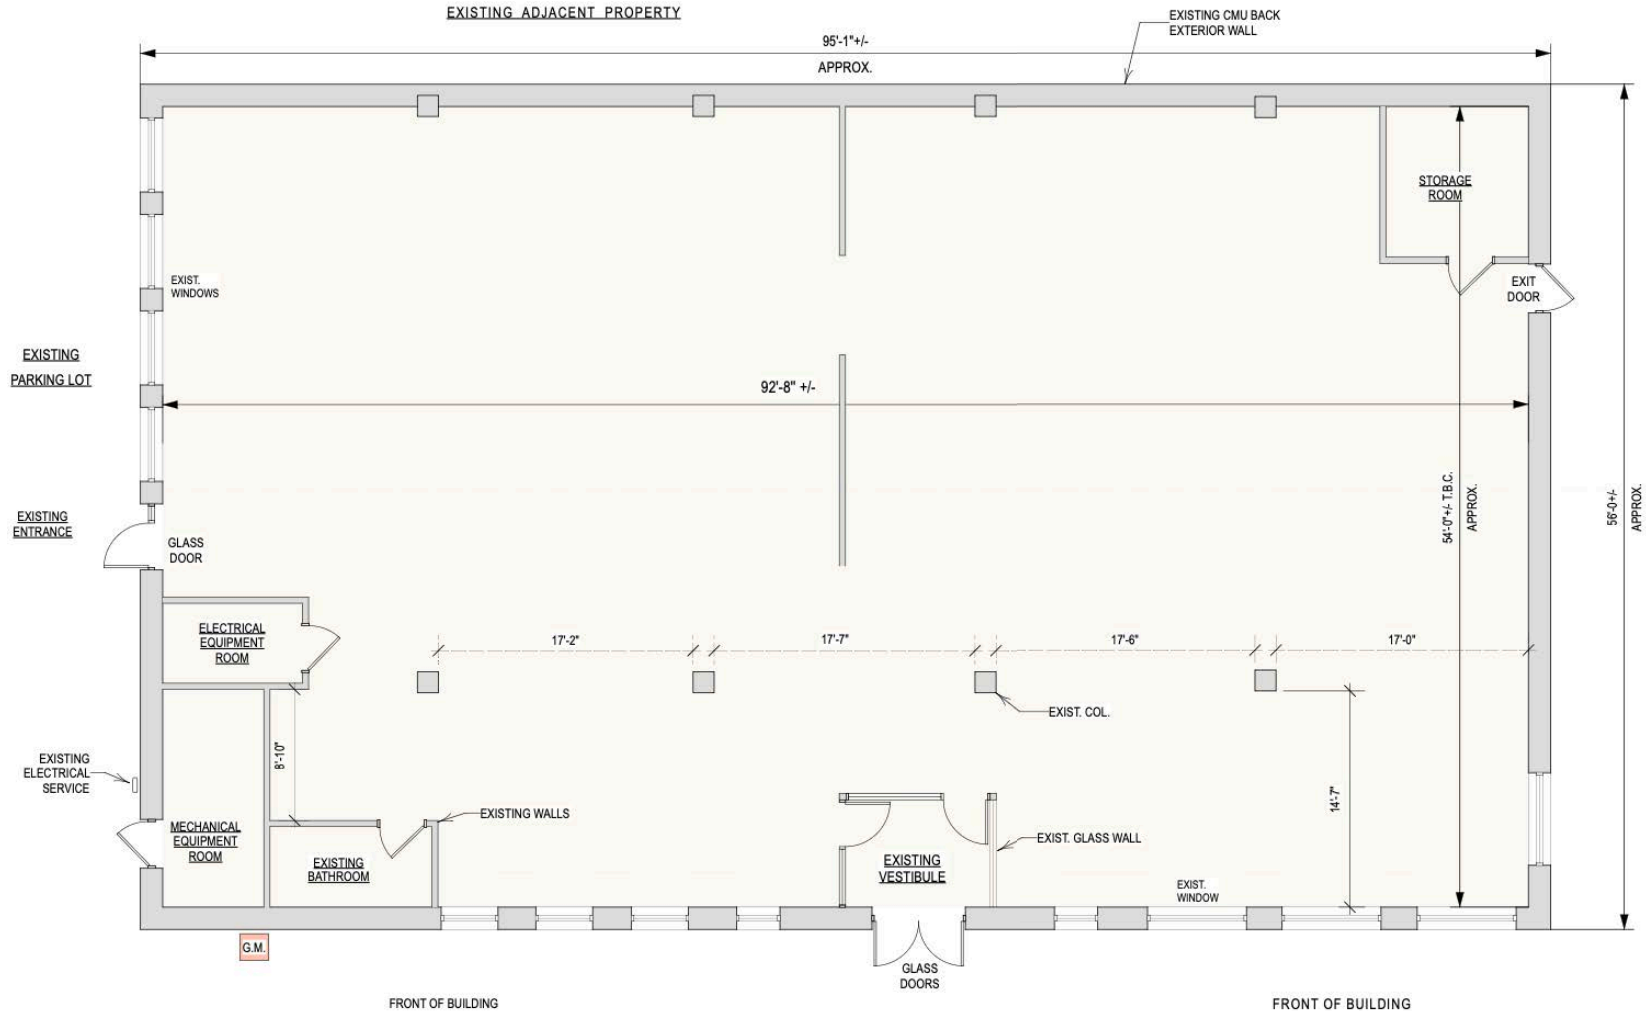 EXISTING ADJACENT PROPERTY
EXISTING CMU BACK
EXTERIOR WALL
95'-1"+/-
APPROX.
STORAGE
ROOM
EXIST.
WINDOWS
EXIT
DOOR
EXISTING
PARKING LOT
92'-8" +/-
54'-0"+/- T.B.C.
APPROX.
56'-0+/-
APPROX.
EXISTING
ENTRANCE
GLASS
DOOR
ELECTRICAL
EQUIPMENT
ROOM
17'-2"
17'-7"
17'-6"
17'-0"
EXIST. COL.
8'-10"
EXISTING
ELECTRICAL
SERVICE
14'-7"
EXISTING WALLS
MECHANICAL
EQUIPMENT
ROOM
EXIST. GLASS WALL
EXISTING
BATHROOM
EXISTING
VESTIBULE
EXIST.
WINDOW
G.M.
GLASS
DOORS
FRONT OF BUILDING
FRONT OF BUILDING